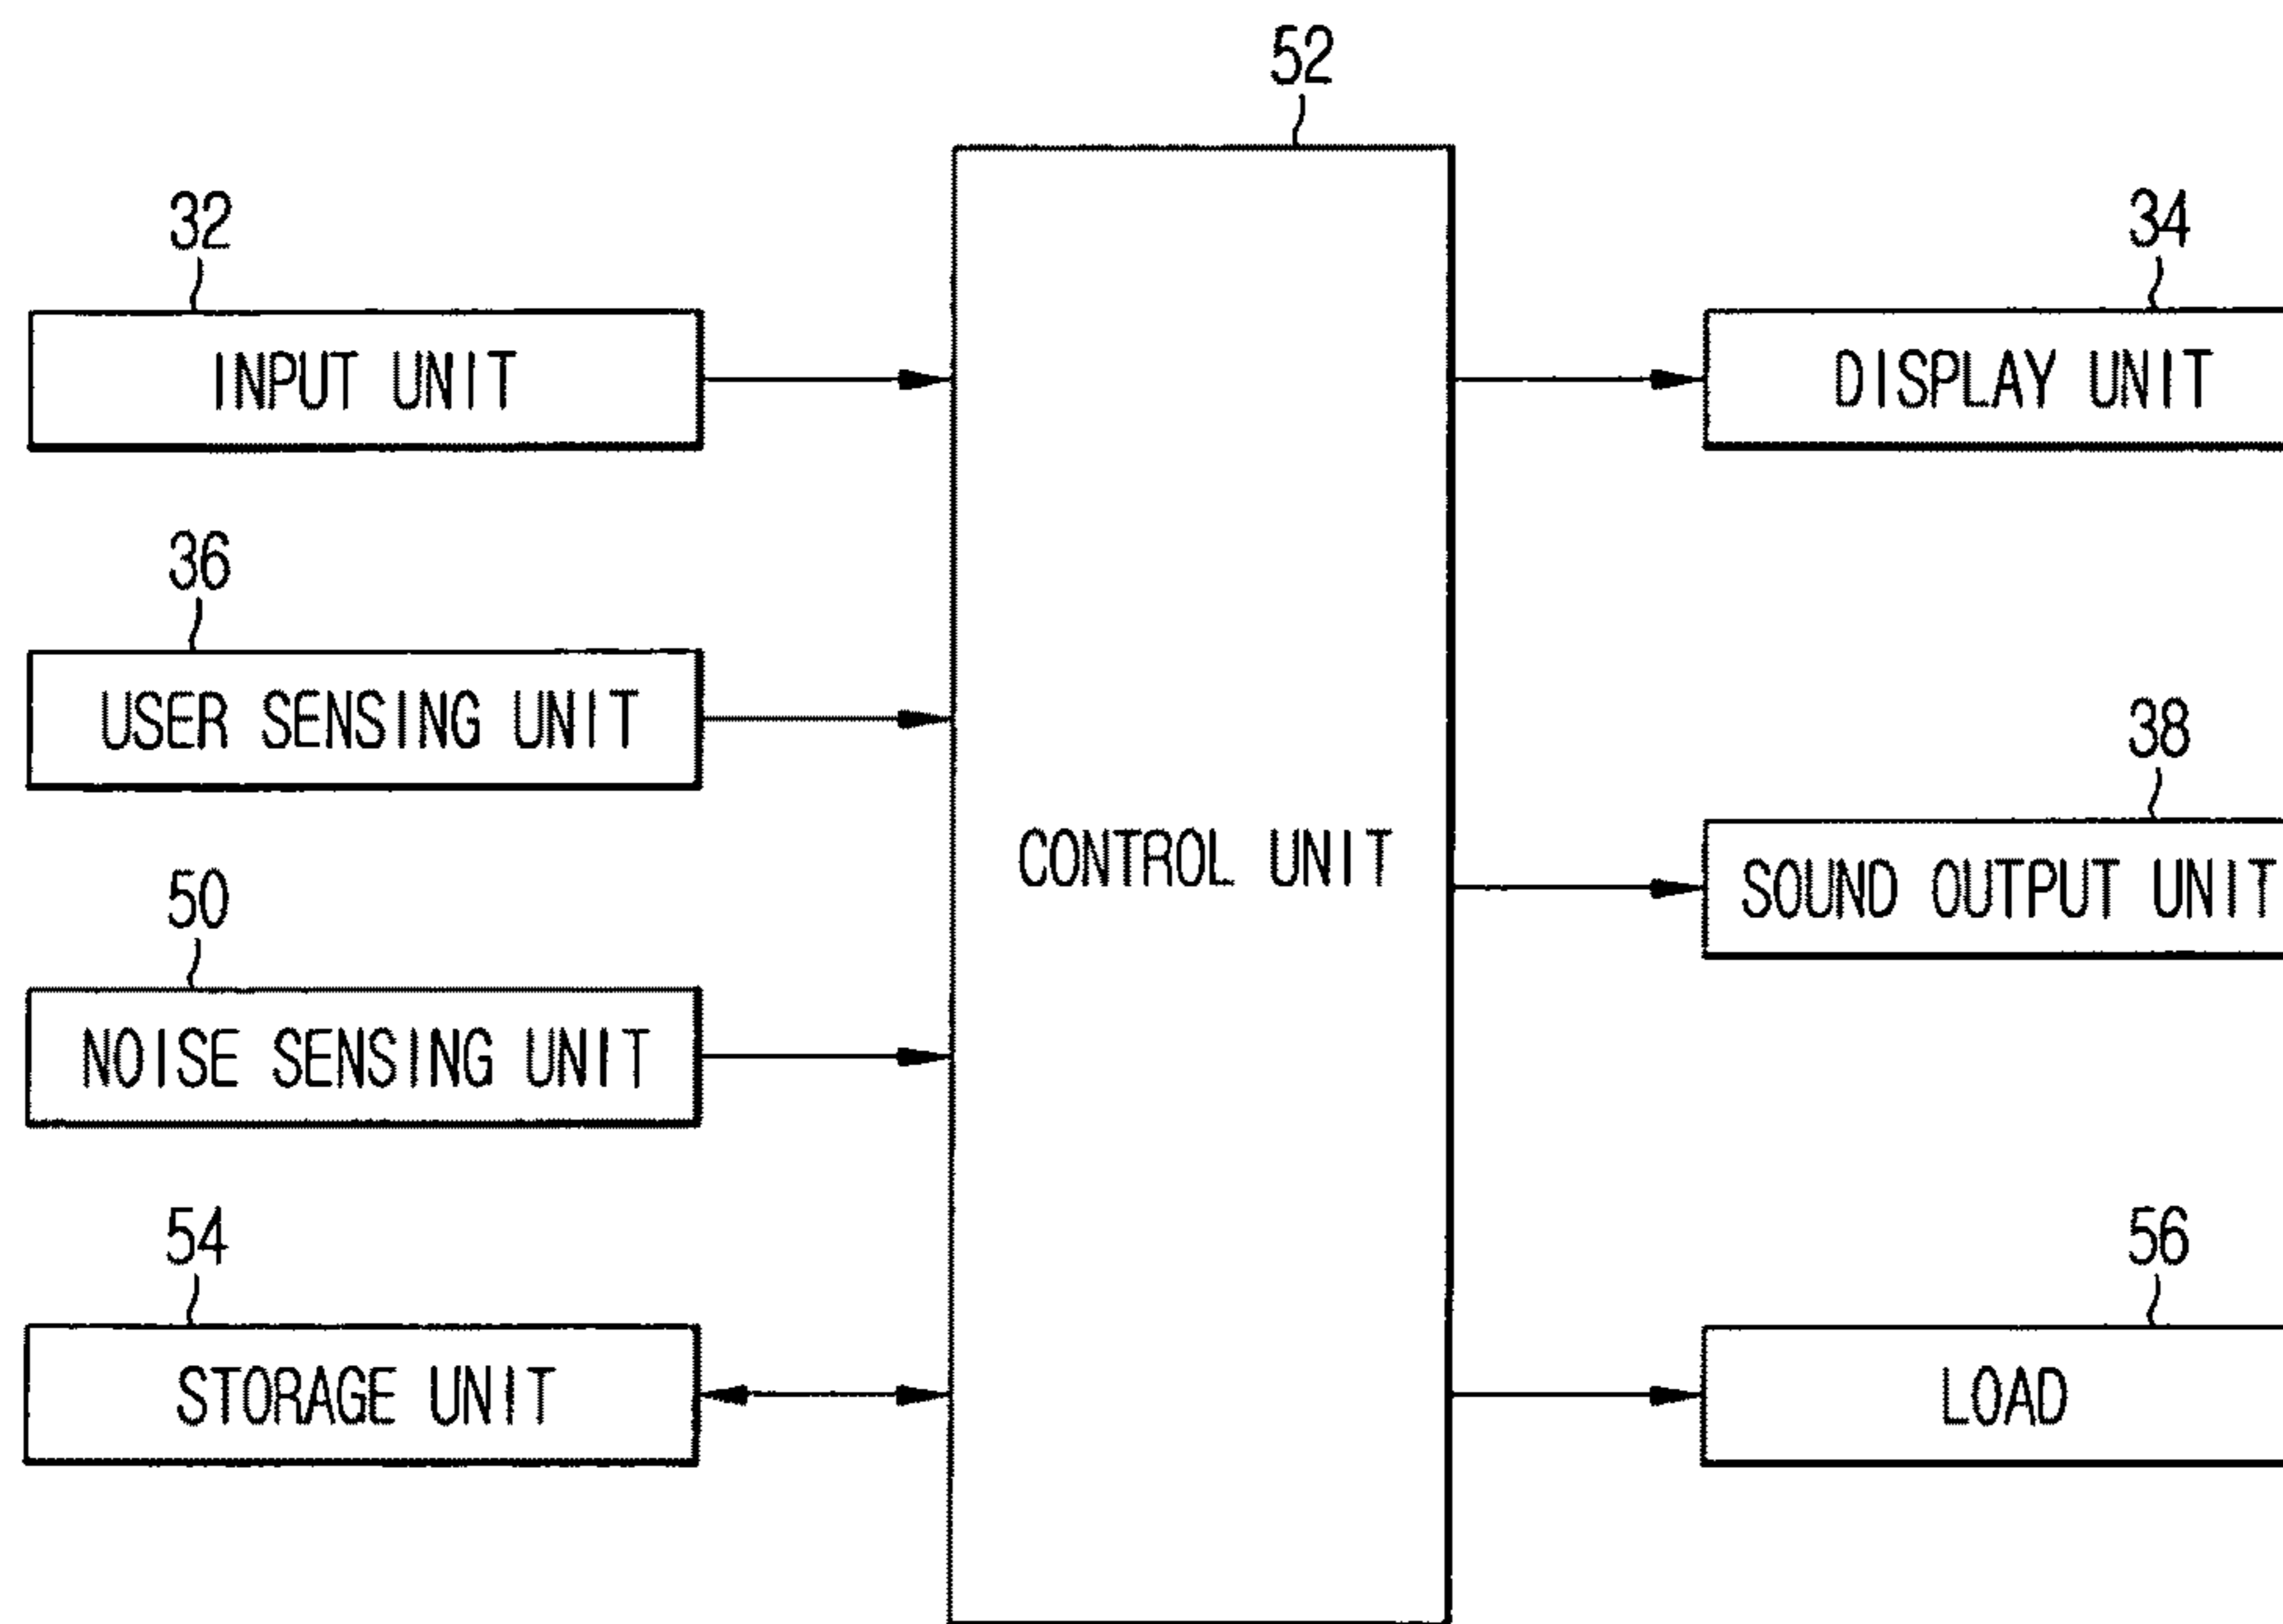 52
32
INPUT UNIT
34
DISPLAY UNIT
36
USER SENSING UNIT
38
SOUND OUTPUT UNIT
CONTROL UNIT
50
NOISE SENSING UNIT
54
STORAGE UNIT
56
LOAD